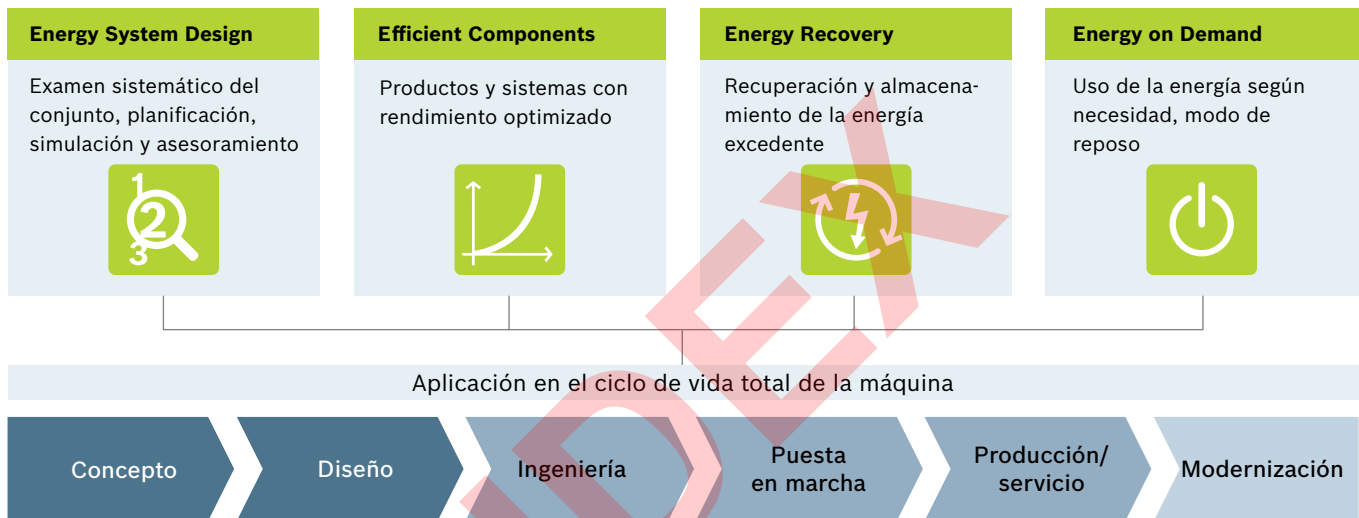 Energy System Design
Examen sistemático del
conjunto, planificación,
simulación y asesoramiento
1
2
3
Efficient Components
Productos y sistemas con
rendimiento optimizado
Energy Recovery
Recuperación y almacena-
miento de la energía
excedente
Energy on Demand
Uso de la energía según
necesidad, modo de
reposo
Aplicación en el ciclo de vida total de la máquina
Concepto
Diseño
Ingeniería
Puesta
en marcha
Producción/
servicio
Modernización
DEX